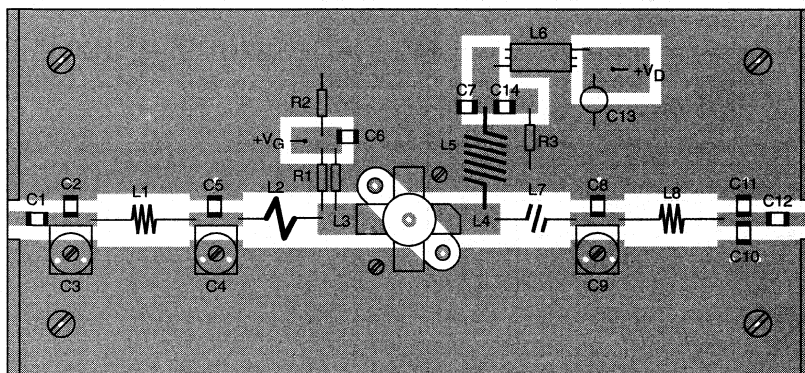 L6
+VD
C7 C14
C13
R2
C6
+VG
L5
R3
R1
C1 C2 L1 C5 L2 L3 L4 L7 C8 L8 C11 C12
C3 C4 C9 C10